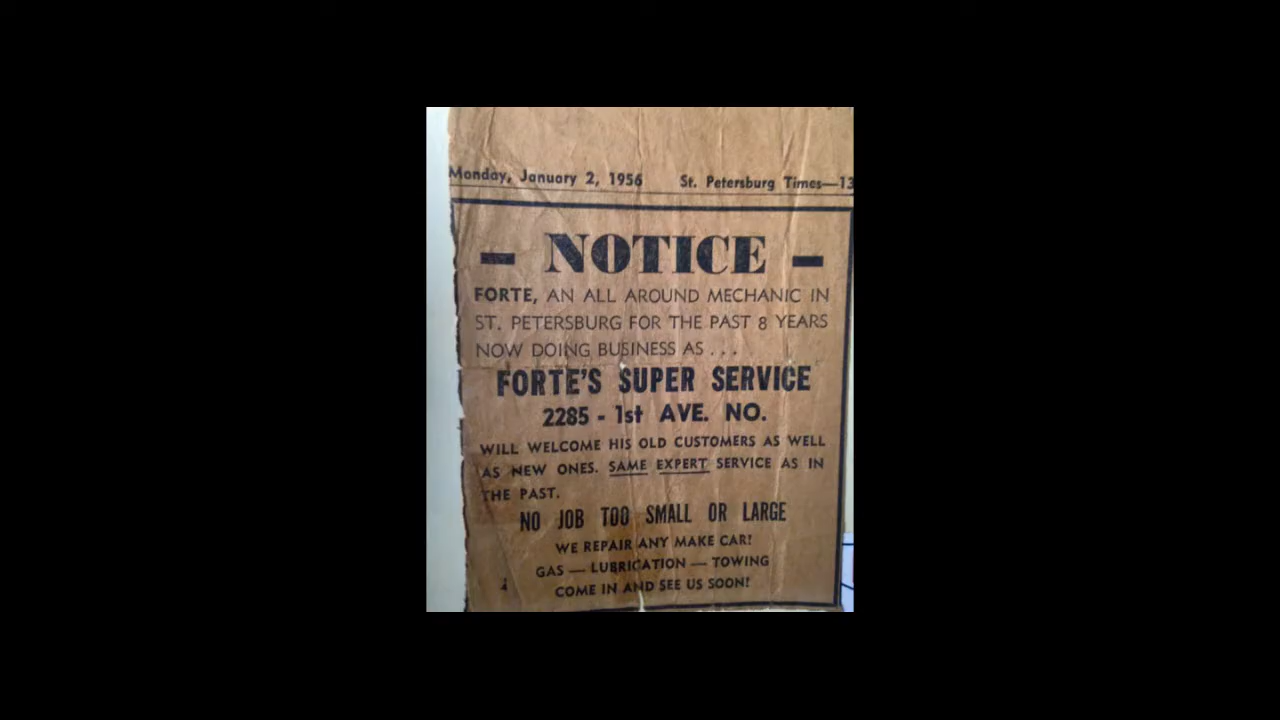 Monday, January 2, 1956 St. Petersburg Times—13
— NOTICE —
FORTE, AN ALL AROUND MECHANIC IN
ST. PETERSBURG FOR THE PAST 8 YEARS
NOW DOING BUSINESS AS . . .
FORTE'S SUPER SERVICE
2285 - 1st AVE. NO.
WILL WELCOME HIS OLD CUSTOMERS AS WELL
AS NEW ONES. SAME EXPERT SERVICE AS IN
THE PAST.
NO JOB TOO SMALL OR LARGE
WE REPAIR ANY MAKE CAR!
GAS — LUBRICATION — TOWING
COME IN AND SEE US SOON!